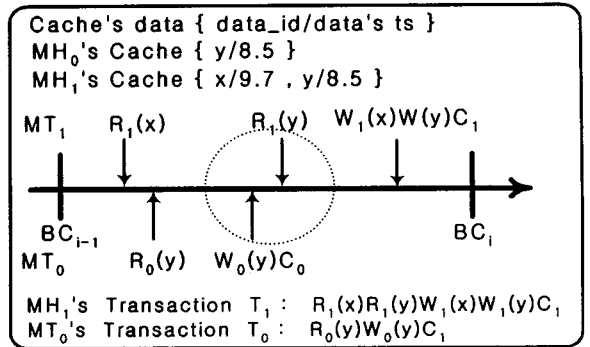 Cache's data { data_id/data's ts }
MH₀'s Cache { y/8.5 }
MH₁'s Cache { x/9.7 , y/8.5 }
MT₁ R₁(x) R₁(y) W₁(x)W(y)C₁
BCᵢ₋₁ BCᵢ
MT₀ R₀(y) W₀(y)C₀
MH₁'s Transaction T₁ : R₁(x)R₁(y)W₁(x)W₁(y)C₁
MT₀'s Transaction T₀ : R₀(y)W₀(y)C₁